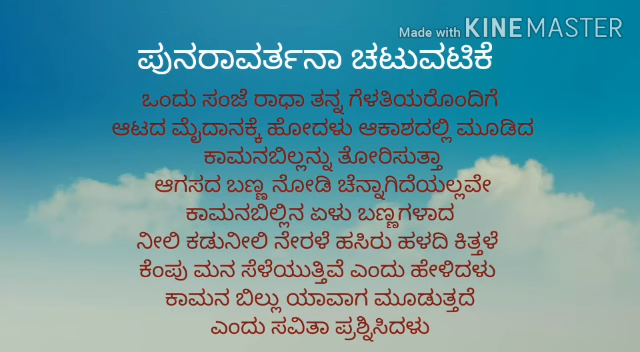 Made with KINEMASTER
ಪುನರಾವರ್ತನಾ ಚಟುವಟಿಕೆ
ಒಂದು ಸಂಜೆ ರಾಧಾ ತನ್ನ ಗೆಳತಿಯರೊಂದಿಗೆ
ಆಟದ ಮೈದಾನಕ್ಕೆ ಹೋದಳು ಆಕಾಶದಲ್ಲಿ ಮೂಡಿದ
ಕಾಮನಬಿಲ್ಲನ್ನು ತೋರಿಸುತ್ತಾ
ಆಗಸದ ಬಣ್ಣ ನೋಡಿ ಚೆನ್ನಾಗಿದೆಯಲ್ಲವೇ
ಕಾಮನಬಿಲ್ಲಿನ ಏಳು ಬಣ್ಣಗಳಾದ
ನೀಲಿ ಕಡುನೀಲಿ ನೇರಳೆ ಹಸಿರು ಹಳದಿ ಕಿತ್ತಳೆ
ಕೆಂಪು ಮನ ಸೆಳೆಯುತ್ತಿವೆ ಎಂದು ಹೇಳಿದಳು
ಕಾಮನ ಬಿಲ್ಲು ಯಾವಾಗ ಮೂಡುತ್ತದೆ
ಎಂದು ಸವಿತಾ ಪ್ರಶ್ನಿಸಿದಳು